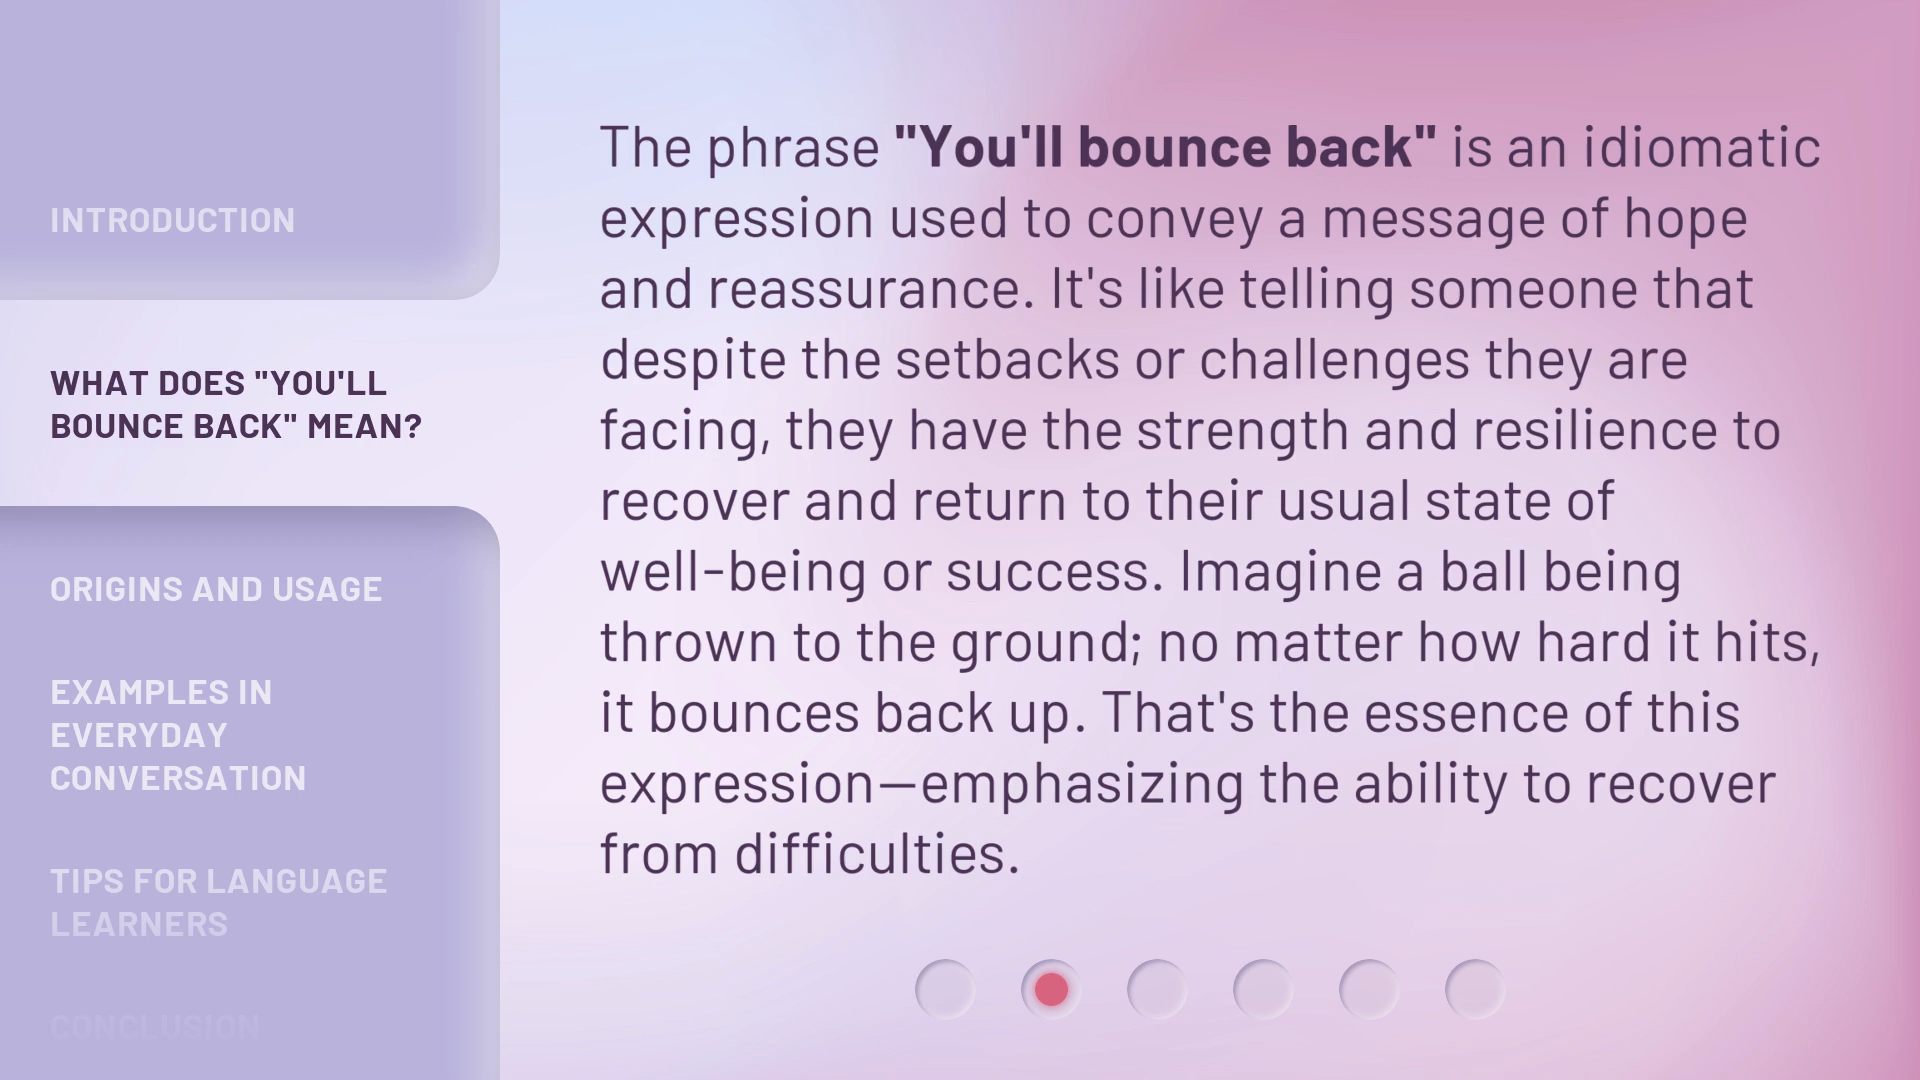 INTRODUCTION
WHAT DOES "YOU'LL
BOUNCE BACK" MEAN?
ORIGINS AND USAGE
EXAMPLES IN
EVERYDAY
CONVERSATION
TIPS FOR LANGUAGE
LEARNERS
CONCLUSION
The phrase "You'll bounce back" is an idiomatic
expression used to convey a message of hope
and reassurance. It's like telling someone that
despite the setbacks or challenges they are
facing, they have the strength and resilience to
recover and return to their usual state of
well-being or success. Imagine a ball being
thrown to the ground; no matter how hard it hits,
it bounces back up. That's the essence of this
expression—emphasizing the ability to recover
from difficulties.